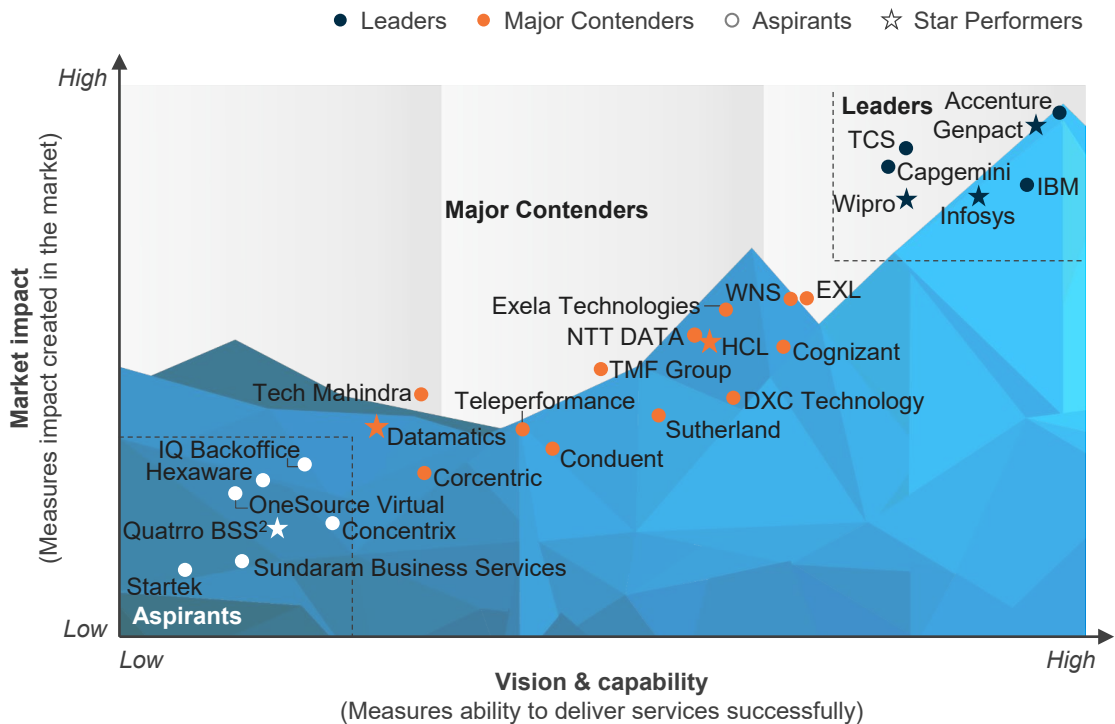 Leaders
Major Contenders
Aspirants
Star Performers
High
Leaders
Accenture
Genpact
TCS
Capgemini
IBM
Wipro
Infosys
Major Contenders
Market impact
(Measures impact created in the market)
WNS
EXL
Exela Technologies
NTT DATA
HCL
Cognizant
TMF Group
Tech Mahindra
Teleperformance
DXC Technology
Sutherland
Datamatics
Conduent
IQ Backoffice
Hexaware
Corcentric
OneSource Virtual
Quatrro BSS²
Concentrix
Sundaram Business Services
Startek
Aspirants
Low
Low
High
Vision & capability
(Measures ability to deliver services successfully)